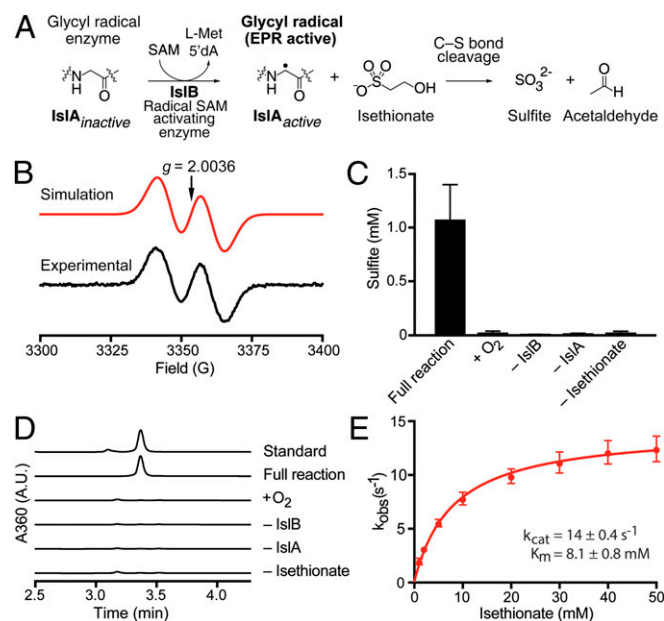 A
Glycyl radical
enzyme
L-Met
SAM 5'dA
Glycyl radical
(EPR active)
C–S bond
cleavage
N
H
O
IslB
Radical SAM
activating
enzyme
N
H
O
+
O
O S
O
OH
SO₃²⁻ +
O
H
IslA inactive
IslA active
Isethionate
Sulfite Acetaldehyde
B
g = 2.0036
Simulation
Experimental
3300 3325 3350 3375 3400
Field (G)
C
Sulfite (mM)
1.5
1.0
0.5
0
Full reaction
+ O₂
– IslB
– IslA
– Isethionate
D
A360 (A.U.)
Standard
Full reaction
+O₂
– IslB
– IslA
– Isethionate
2.5 3.0 3.5 4.0
Time (min)
E
kobs(s⁻¹)
15
10
5
0
kcat = 14 ± 0.4 s⁻¹
Km = 8.1 ± 0.8 mM
0 10 20 30 40 50
Isethionate (mM)